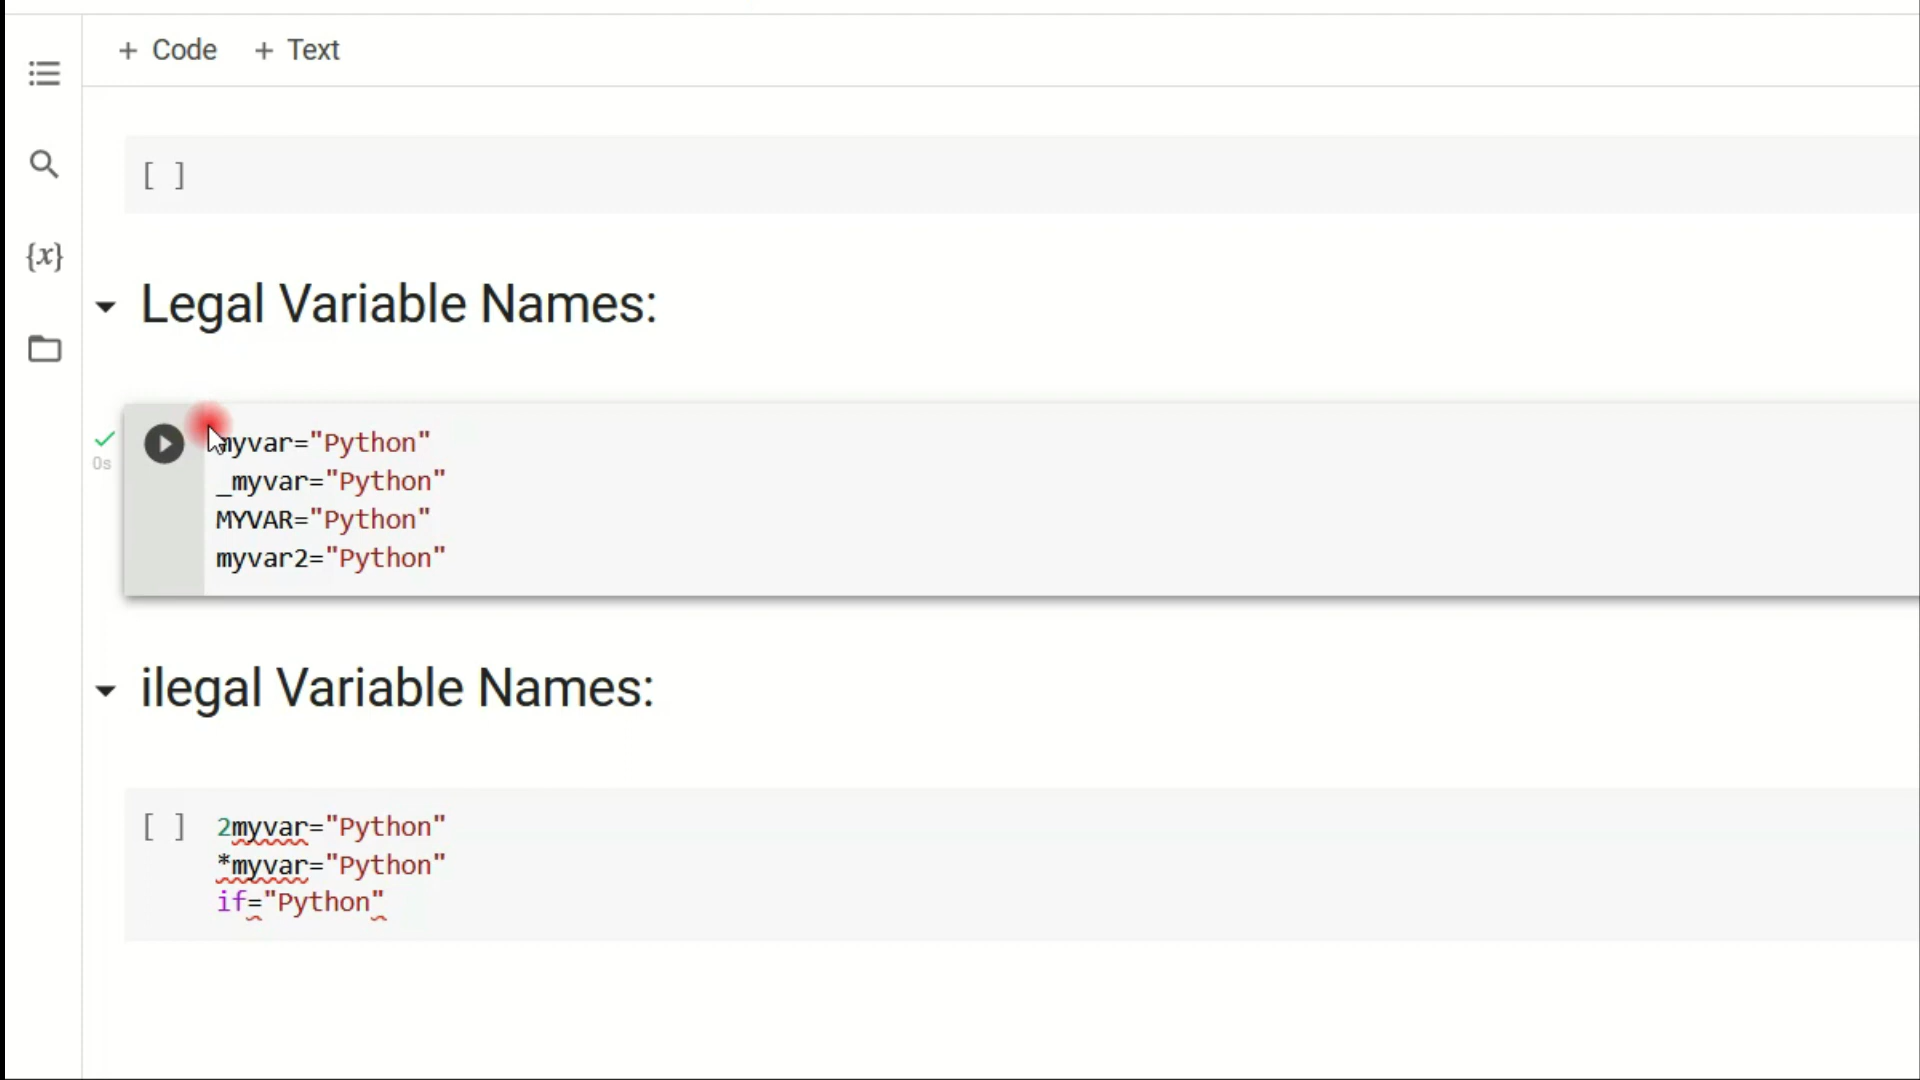 + Code + Text
[ ]
{x}
Legal Variable Names:
myvar="Python"
0s
_myvar="Python"
MYVAR="Python"
myvar2="Python"
ilegal Variable Names:
[ ] 2myvar="Python"
*myvar="Python"
if="Python"